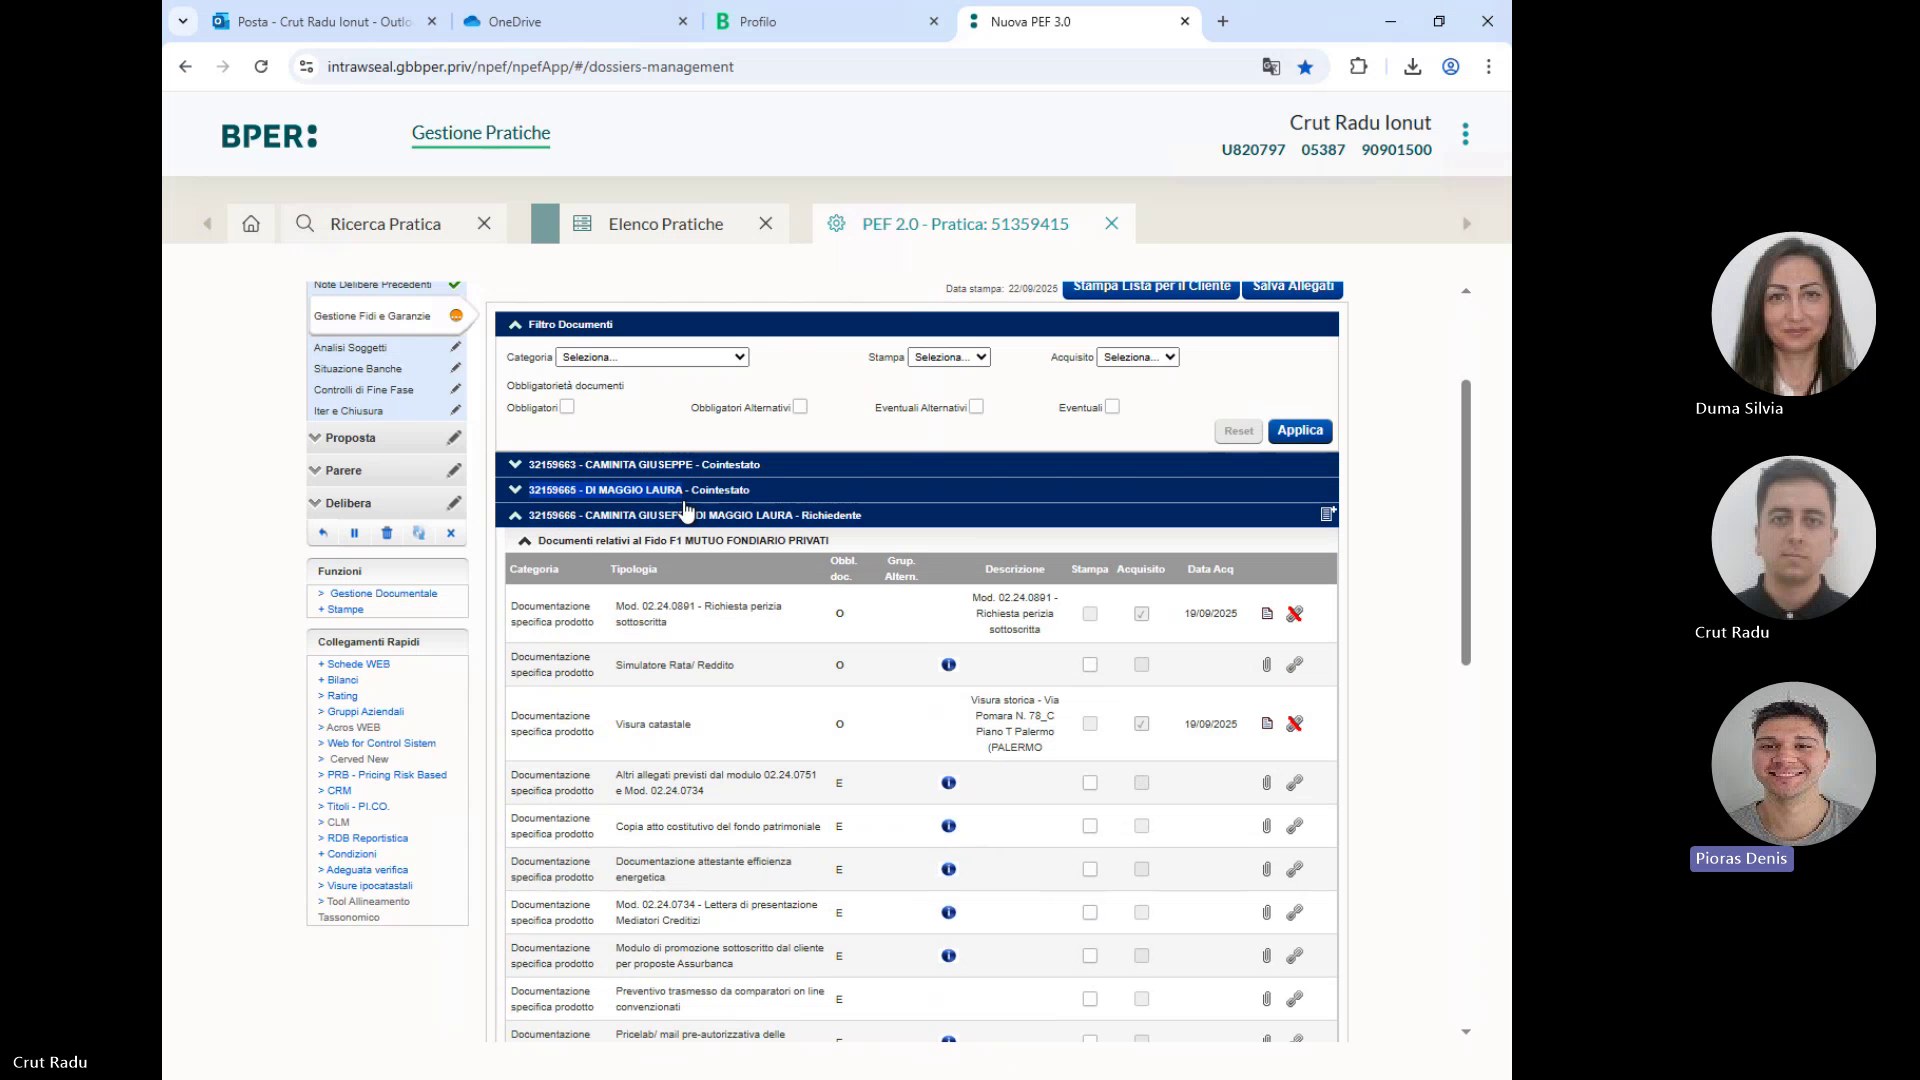 Posta - Crut Radu Ionut - Outlo
OneDrive
Profilo
Nuova PEF 3.0
intrawseal.gbbper.priv/npef/npefApp/#/dossiers-management
BPER:
Gestione Pratiche
Crut Radu Ionut
U820797 05387 90901500
Ricerca Pratica
Elenco Pratiche
PEF 2.0 - Pratica: 51359415
Note Delibere Precedenti
Gestione Fidi e Garanzie
Analisi Soggetti
Situazione Banche
Controlli di Fine Fase
Iter e Chiusura
Proposta
Parere
Delibera
Funzioni
> Gestione Documentale
+ Stampe
Collegamenti Rapidi
+ Schede WEB
+ Bilanci
> Rating
> Gruppi Aziendali
> Acros WEB
> Web for Control Sistem
> Cerved New
> PRB - Pricing Risk Based
> CRM
> Titoli - PI.CO.
> CLM
> RDB Reportistica
+ Condizioni
> Adeguata verifica
> Visure ipocatastali
> Tool Allineamento
Tassonomico
Data stampa: 22/09/2025
Stampa Lista per il Cliente
Salva Allegati
Filtro Documenti
Categoria Seleziona...
Stampa Seleziona...
Acquisito Seleziona...
Obbligatorietà documenti
Obbligatori
Obbligatori Alternativi
Eventuali Alternativi
Eventuali
Reset
Applica
32159663 - CAMINITA GIUSEPPE - Cointestato
32159665 - DI MAGGIO LAURA - Cointestato
32159666 - CAMINITA GIUSEPP DI MAGGIO LAURA - Richiedente
Documenti relativi al Fido F1 MUTUO FONDIARIO PRIVATI
Categoria Tipologia Obbl. doc. Grup. Altern. Descrizione Stampa Acquisito Data Acq
Documentazione specifica prodotto
Mod. 02.24.0891 - Richiesta perizia sottoscritta
O
Mod. 02.24.0891 - Richiesta perizia sottoscritta
19/09/2025
Documentazione specifica prodotto
Simulatore Rata/ Reddito
O
Documentazione specifica prodotto
Visura catastale
O
Visura storica - Via Pomara N. 78_C Piano T Palermo (PALERMO
19/09/2025
Documentazione specifica prodotto
Altri allegati previsti dal modulo 02.24.0751 e Mod. 02.24.0734
E
Documentazione specifica prodotto
Copia atto costitutivo del fondo patrimoniale
E
Documentazione specifica prodotto
Documentazione attestante efficienza energetica
E
Documentazione specifica prodotto
Mod. 02.24.0734 - Lettera di presentazione Mediatori Creditizi
E
Documentazione specifica prodotto
Modulo di promozione sottoscritto dal cliente per proposte Assurbanca
E
Documentazione specifica prodotto
Preventivo trasmesso da comparatori on line convenzionati
E
Documentazione
Pricelab/ mail pre-autorizzativa delle
Duma Silvia
Crut Radu
Pioras Denis
Crut Radu